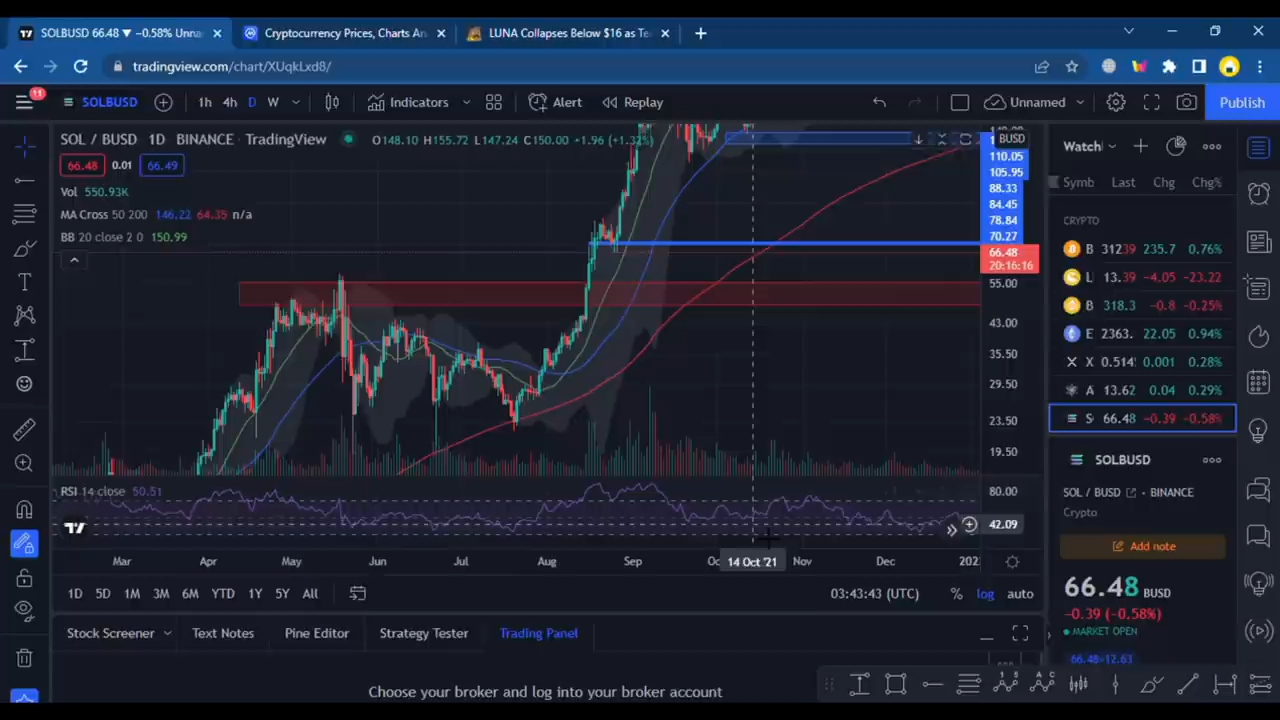 SOLBUSD 66.48 ▼ −0.58% Unna
Cryptocurrency Prices, Charts An
LUNA Collapses Below $16 as Te
tradingview.com/chart/XUqkLxd8/
11
SOLBUSD
1h 4h D W
Indicators
Alert
Replay
Unnamed
Publish
SOL / BUSD 1D BINANCE TradingView
O148.10 H155.72 L147.24 C150.00 +1.96 (+1.32%)
BUSD
66.48 0.01 66.49
Vol 550.93K
MA Cross 50 200 146.22 64.35 n/a
BB 20 close 2 0 150.99
110.05
105.95
88.33
84.45
78.84
70.27
66.48
20:16:16
55.00
43.00
35.50
29.50
23.50
19.50
RSI 14 close 50.51
80.00
42.09
Mar Apr May Jun Jul Aug Sep Oc 14 Oct '21 Nov Dec 202
1D 5D 1M 3M 6M YTD 1Y 5Y All
03:43:43 (UTC) % log auto
Stock Screener Text Notes Pine Editor Strategy Tester Trading Panel
Choose your broker and log into your broker account
Watchl
Symb Last Chg Chg%
CRYPTO
B 31239 235.7 0.76%
L 13.39 −4.05 −23.22
B 318.3 −0.8 −0.25%
E 2363. 22.05 0.94%
X 0.514 0.001 0.28%
A 13.62 0.04 0.29%
S 66.48 −0.39 −0.58%
SOLBUSD
SOL / BUSD • BINANCE
Crypto
Add note
66.48 BUSD
−0.39 (−0.58%)
MARKET OPEN
66.48×12.63